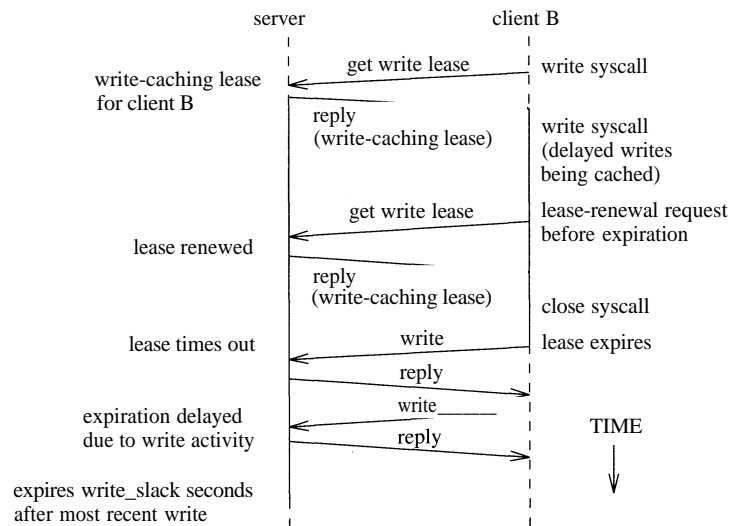 server
client B
get write lease
write syscall
write-caching lease
for client B
reply
(write-caching lease)
write syscall
(delayed writes
being cached)
get write lease
lease-renewal request
before expiration
lease renewed
reply
(write-caching lease)
close syscall
write
lease times out
lease expires
reply
write
expiration delayed
due to write activity
reply
TIME
expires write_slack seconds
after most recent write